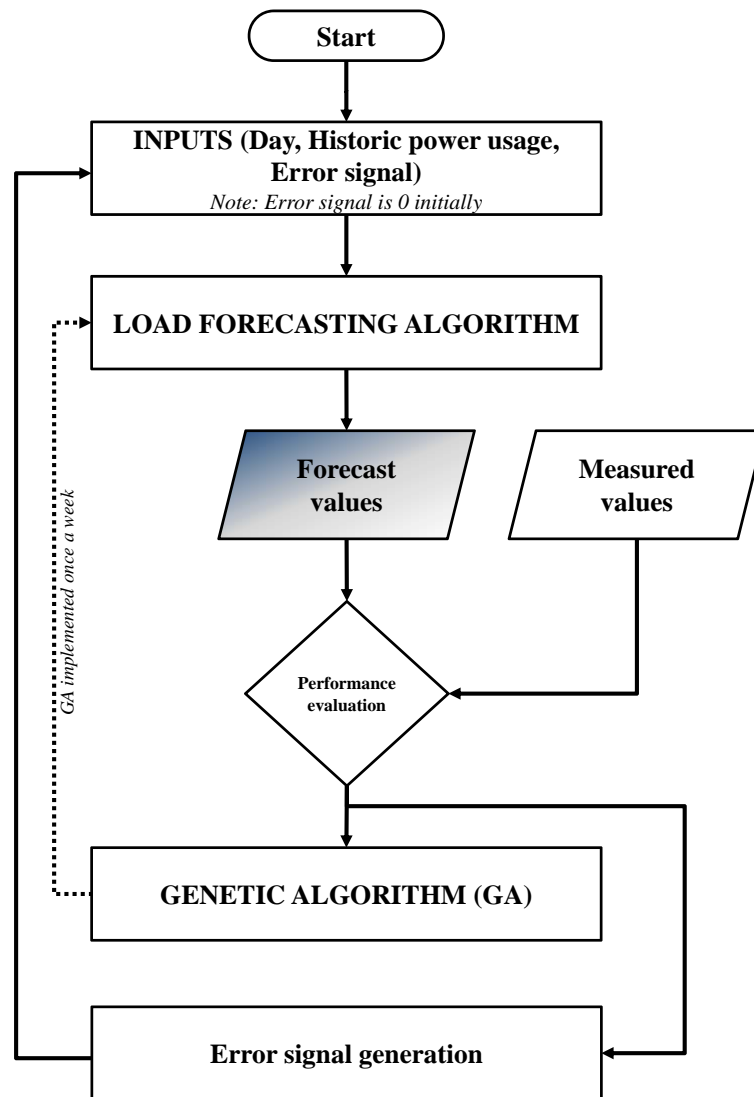 Start
INPUTS (Day, Historic power usage,
Error signal)
Note: Error signal is 0 initially
LOAD FORECASTING ALGORITHM
Forecast
values
Measured
values
GA implemented once a week
Performance
evaluation
GENETIC ALGORITHM (GA)
Error signal generation